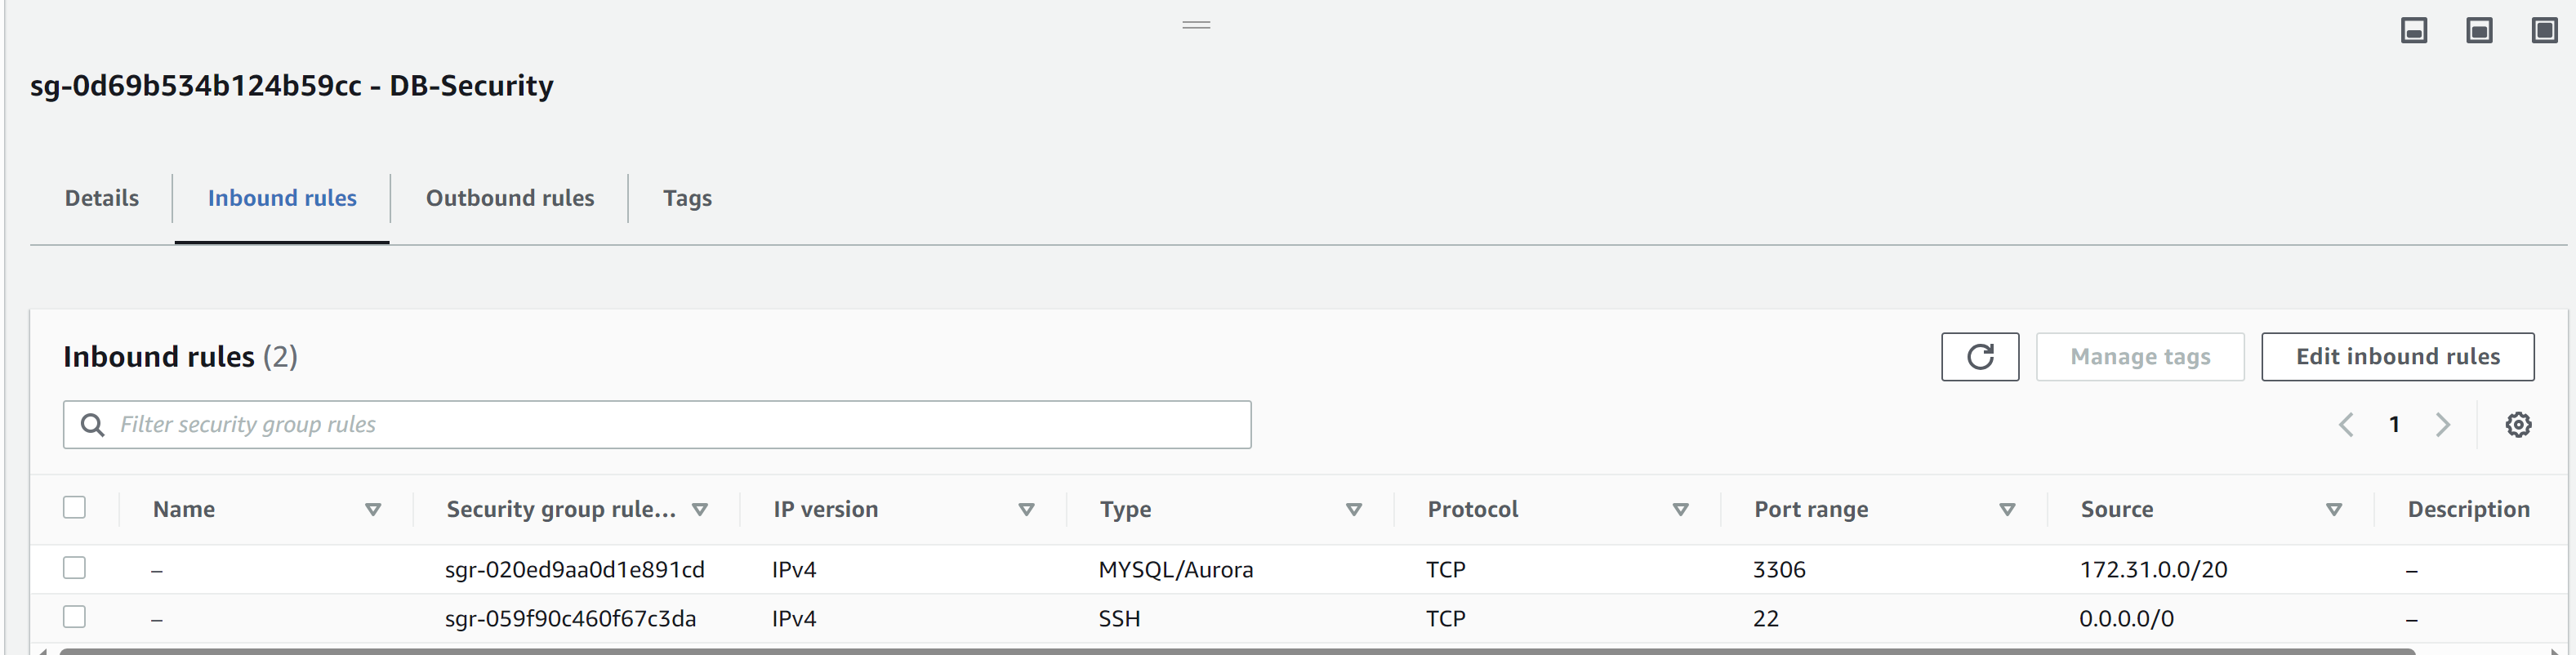 sg-0d69b534b124b59cc - DB-Security
Details Inbound rules Outbound rules Tags
Inbound rules (2) Manage tags Edit inbound rules
Filter security group rules 1
Name Security group rule... IP version Type Protocol Port range Source Description
– sgr-020ed9aa0d1e891cd IPv4 MYSQL/Aurora TCP 3306 172.31.0.0/20 –
– sgr-059f90c460f67c3da IPv4 SSH TCP 22 0.0.0.0/0 –